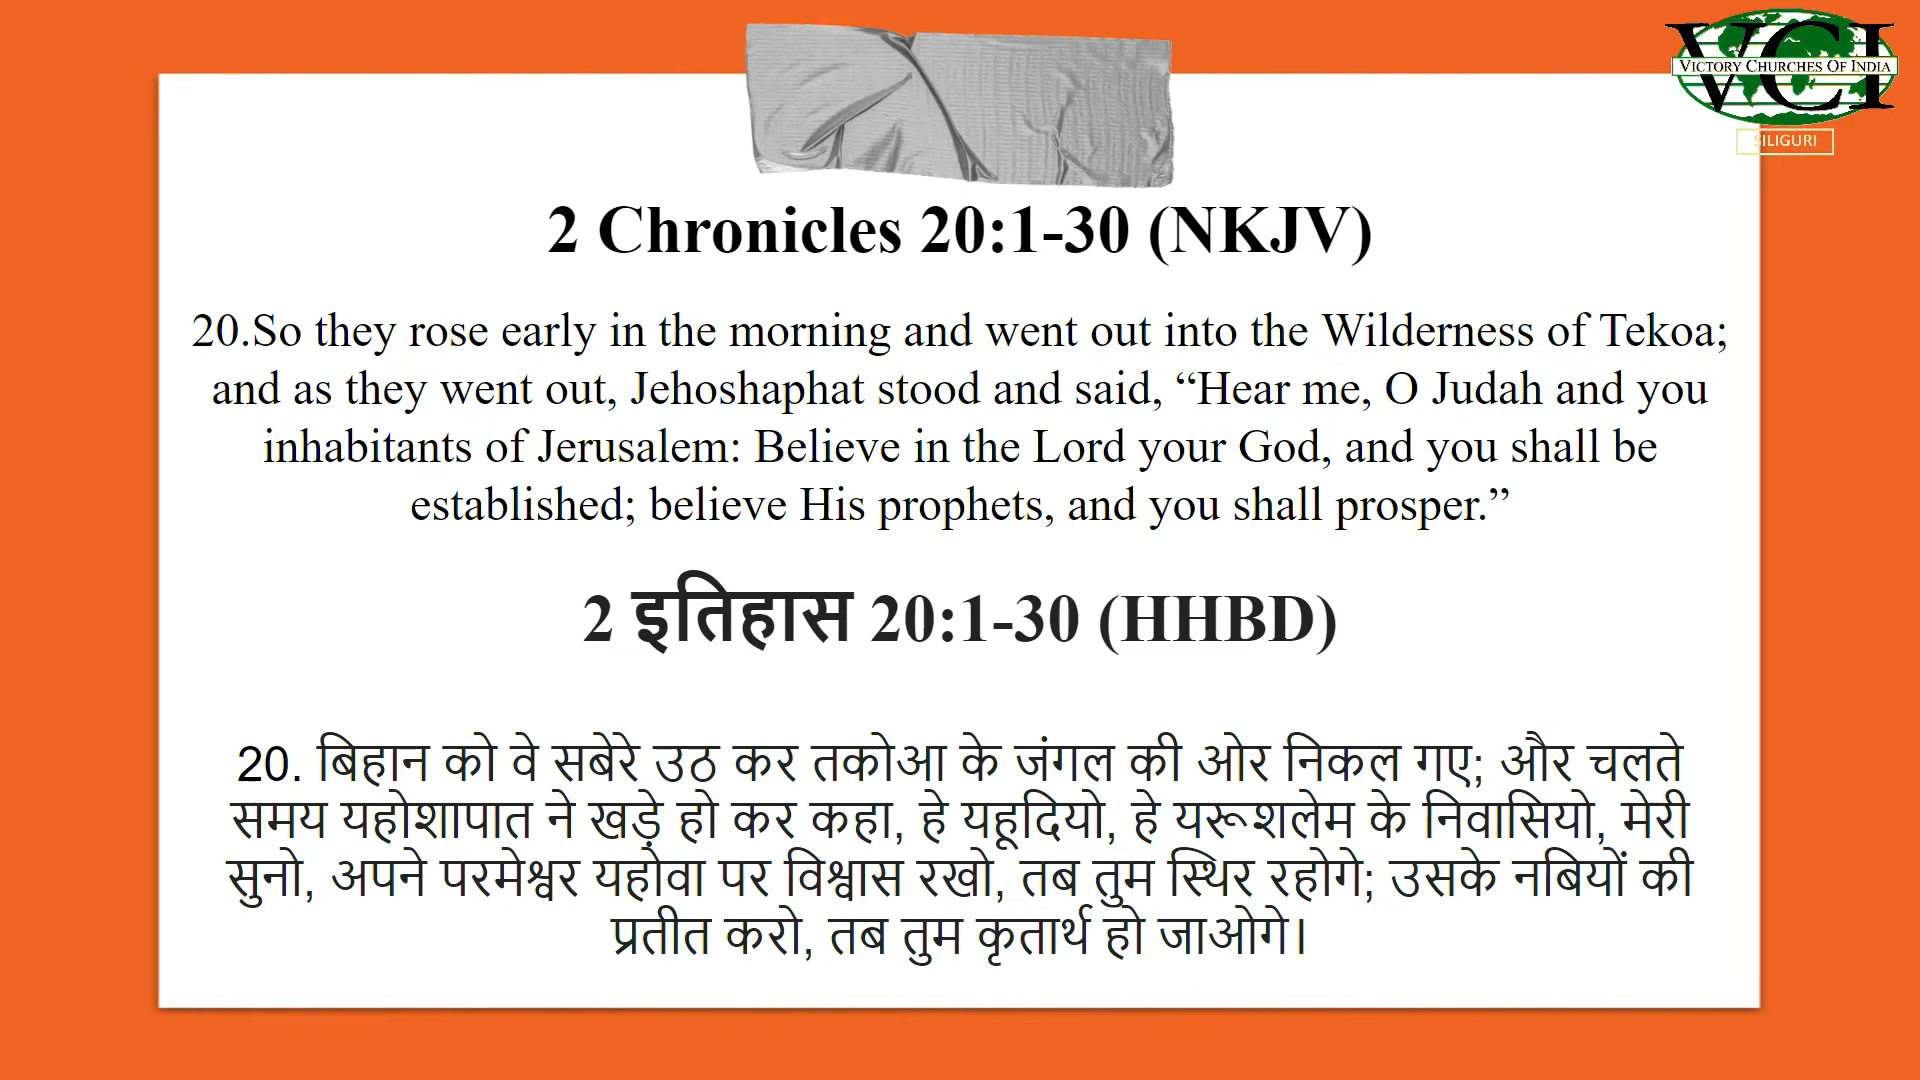 VCI
VICTORY CHURCHES OF INDIA
SILIGURI
2 Chronicles 20:1-30 (NKJV)
20.So they rose early in the morning and went out into the Wilderness of Tekoa;
and as they went out, Jehoshaphat stood and said, “Hear me, O Judah and you
inhabitants of Jerusalem: Believe in the Lord your God, and you shall be
established; believe His prophets, and you shall prosper.”
2 इतिहास 20:1-30 (HHBD)
20. बिहान को वे सबेरे उठ कर तकोआ के जंगल की ओर निकल गए; और चलते
समय यहोशापात ने खड़े हो कर कहा, हे यहूदियो, हे यरूशलेम के निवासियो, मेरी
सुनो, अपने परमेश्वर यहोवा पर विश्वास रखो, तब तुम स्थिर रहोगे; उसके नबियों की
प्रतीत करो, तब तुम कृतार्थ हो जाओगे।